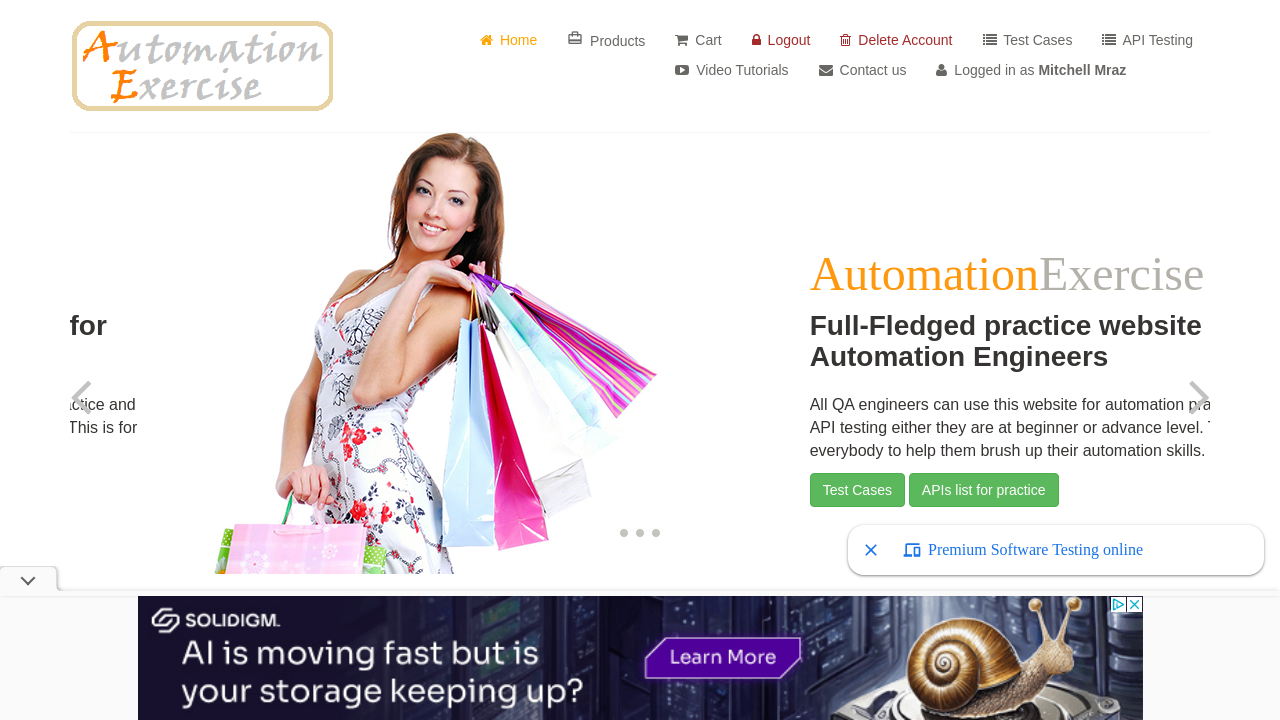 Automation
Exercise
Home
Products
Cart
Logout
Delete Account
Test Cases
API Testing
Video Tutorials
Contact us
Logged in as Mitchell Mraz
for
ctice and
This is for
AutomationExercise
Full-Fledged practice website
Automation Engineers
All QA engineers can use this website for automation pra
API testing either they are at beginner or advance level. T
everybody to help them brush up their automation skills.
Test Cases
APIs list for practice
Premium Software Testing online
SOLIDIGM
AI is moving fast but is
your storage keeping up?
Learn More